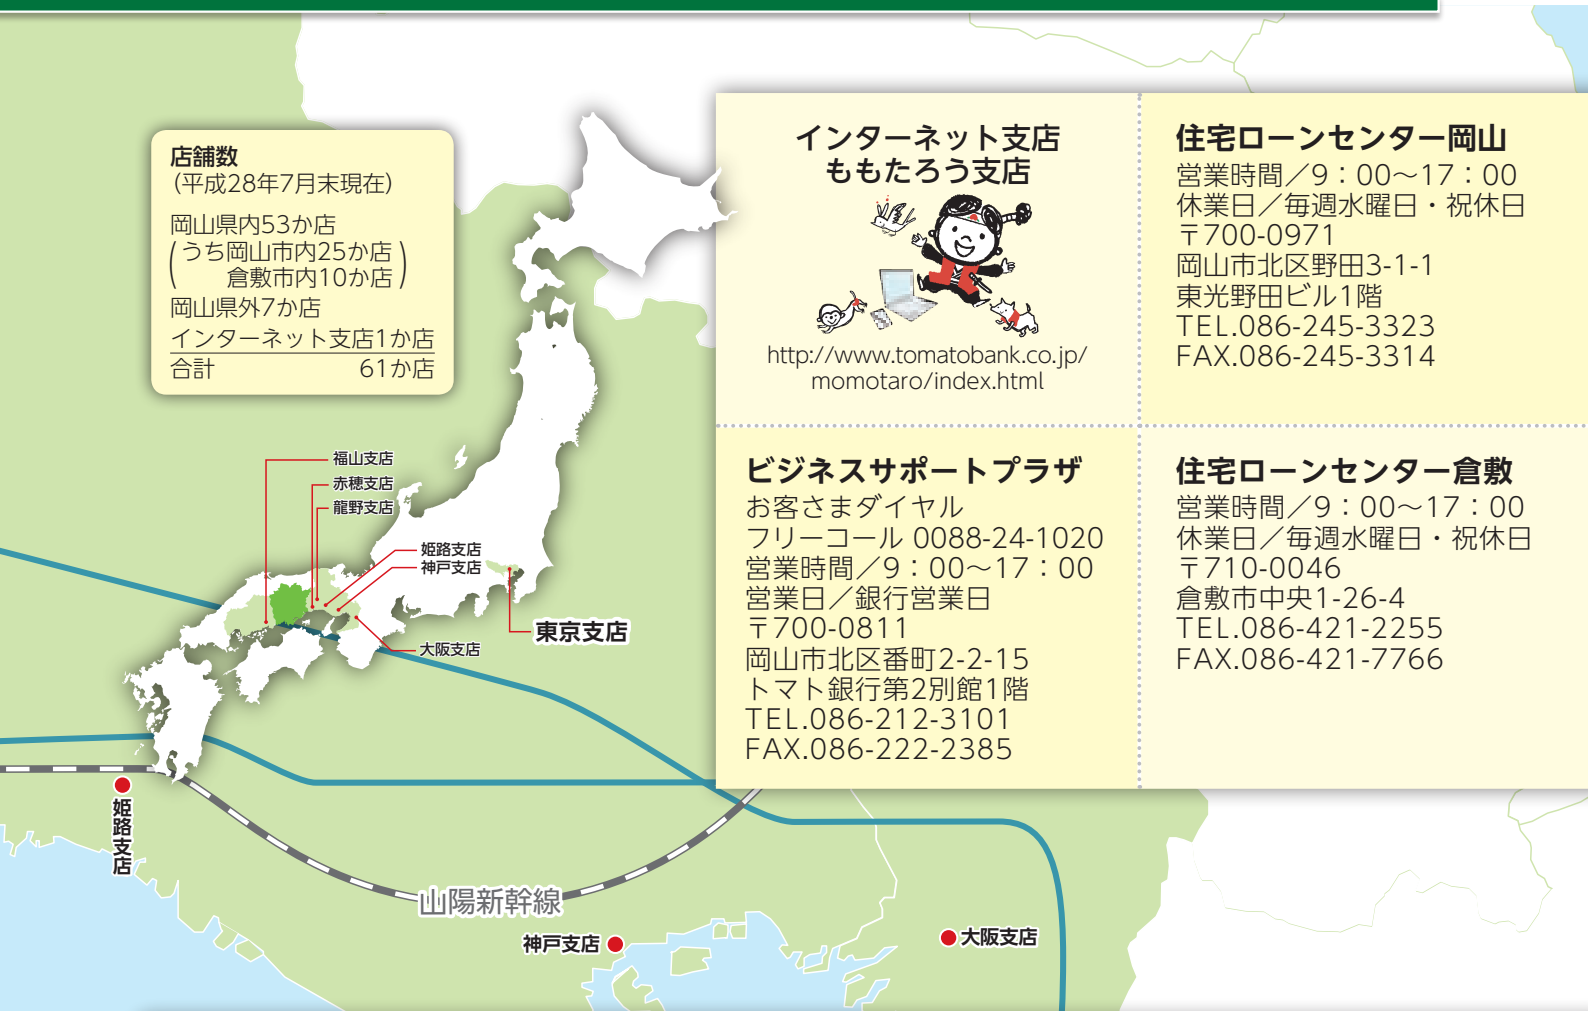 店舗数
(平成28年7月末現在)
岡山県内53か店
うち岡山市内25か店
倉敷市内10か店
岡山県外7か店
インターネット支店1か店
合計 61か店
インターネット支店
ももたろう支店
http://www.tomatobank.co.jp/
momotaro/index.html
住宅ローンセンター岡山
営業時間／9：00～17：00
休業日／毎週水曜日・祝休日
〒700-0971
岡山市北区野田3-1-1
東光野田ビル1階
TEL.086-245-3323
FAX.086-245-3314
ビジネスサポートプラザ
お客さまダイヤル
フリーコール 0088-24-1020
営業時間／9：00～17：00
営業日／銀行営業日
〒700-0811
岡山市北区番町2-2-15
トマト銀行第2別館1階
TEL.086-212-3101
FAX.086-222-2385
住宅ローンセンター倉敷
営業時間／9：00～17：00
休業日／毎週水曜日・祝休日
〒710-0046
倉敷市中央1-26-4
TEL.086-421-2255
FAX.086-421-7766
福山支店
赤穂支店
龍野支店
姫路支店
神戸支店
東京支店
大阪支店
姫路支店
山陽新幹線
神戸支店
大阪支店